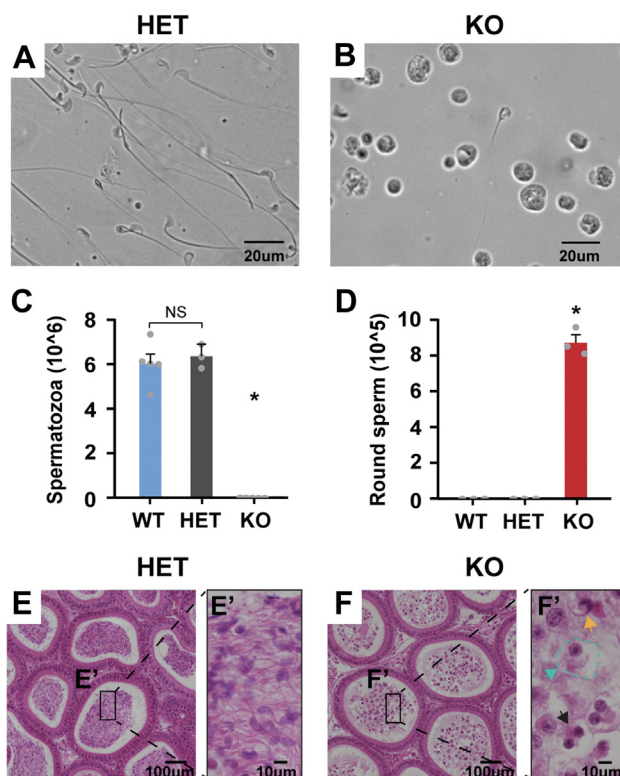 HET
KO
A
20um
B
20um
C
Spermatozoa (10^6)
8
6
4
2
0
NS
*
WT
HET
KO
D
Round sperm (10^5)
10
8
6
4
2
0
*
WT
HET
KO
HET
KO
E
E'
100um
E'
10um
F
F'
100um
F'
10um